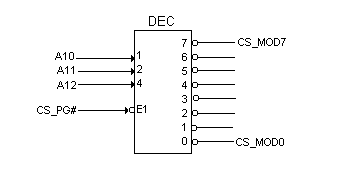 DEC
7 CS_MOD7
A10 1 6
A11 2 5
A12 4 4
3
CS_PG# E1 2
1
0 CS_MOD0